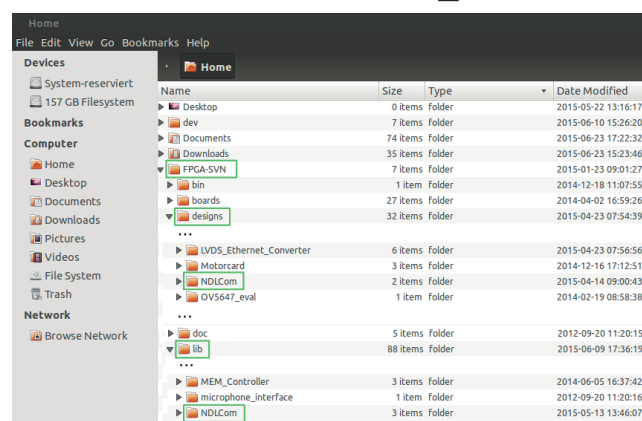 Home
File Edit View Go Bookmarks Help
Devices
System-reserviert
157 GB Filesystem
Bookmarks
Computer
Home
Desktop
Documents
Downloads
Pictures
Videos
File System
Trash
Network
Browse Network
Home
Name Size Type Date Modified
Desktop 0 items folder 2015-05-22 13:16:17
dev 7 items folder 2015-06-10 15:26:20
Documents 74 items folder 2015-06-23 17:22:32
Downloads 35 items folder 2015-06-23 15:23:46
FPGA-SVN 7 items folder 2015-01-23 09:01:27
bin 1 item folder 2014-12-18 11:07:55
boards 27 items folder 2014-04-02 16:59:26
designs 32 items folder 2015-04-23 07:54:39
...
LVDS_Ethernet_Converter 6 items folder 2015-04-23 07:56:56
Motorcard 3 items folder 2014-12-16 17:12:51
NDLCom 2 items folder 2015-04-14 09:00:43
OV5647_eval 1 item folder 2014-02-19 08:58:38
...
doc 5 items folder 2012-09-20 11:20:15
lib 88 items folder 2015-06-09 17:36:19
...
MEM_Controller 3 items folder 2014-06-05 16:37:42
microphone_interface 1 item folder 2012-09-20 11:20:16
NDLCom 3 items folder 2015-05-13 13:46:07